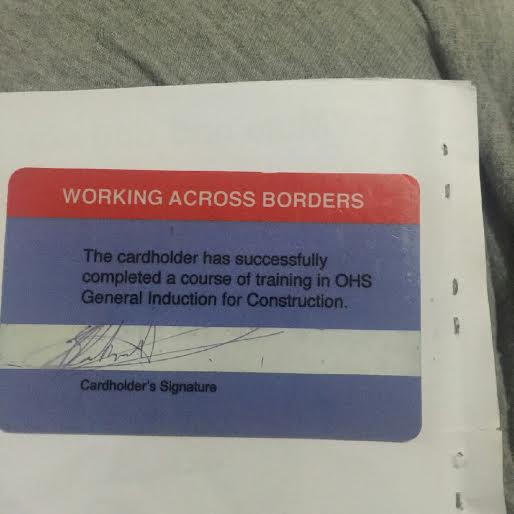 WORKING ACROSS BORDERS
The cardholder has successfully
completed a course of training in OHS
General Induction for Construction.
Cardholder's Signature